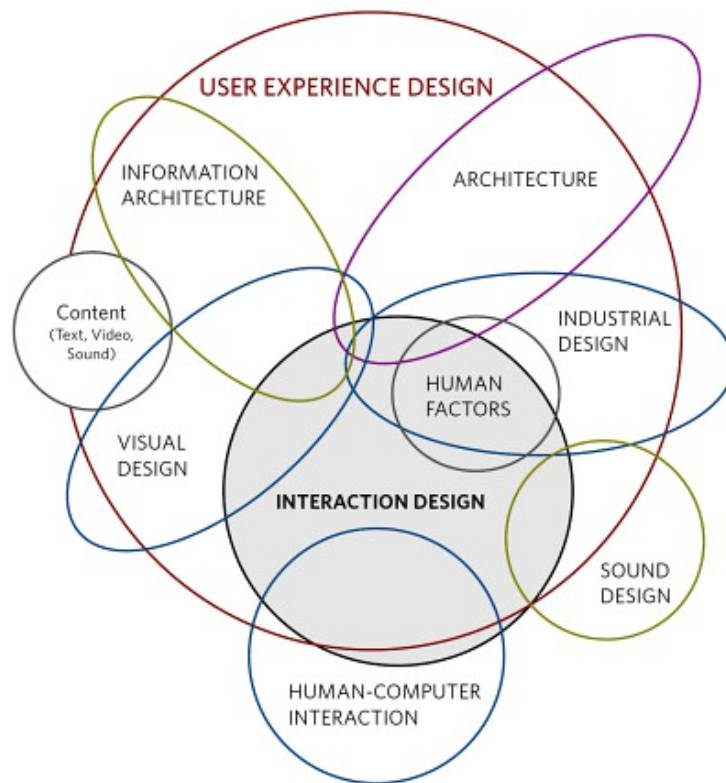 USER EXPERIENCE DESIGN
INFORMATION
ARCHITECTURE
ARCHITECTURE
Content
(Text, Video,
Sound)
INDUSTRIAL
DESIGN
HUMAN
FACTORS
VISUAL
DESIGN
INTERACTION DESIGN
SOUND
DESIGN
HUMAN-COMPUTER
INTERACTION